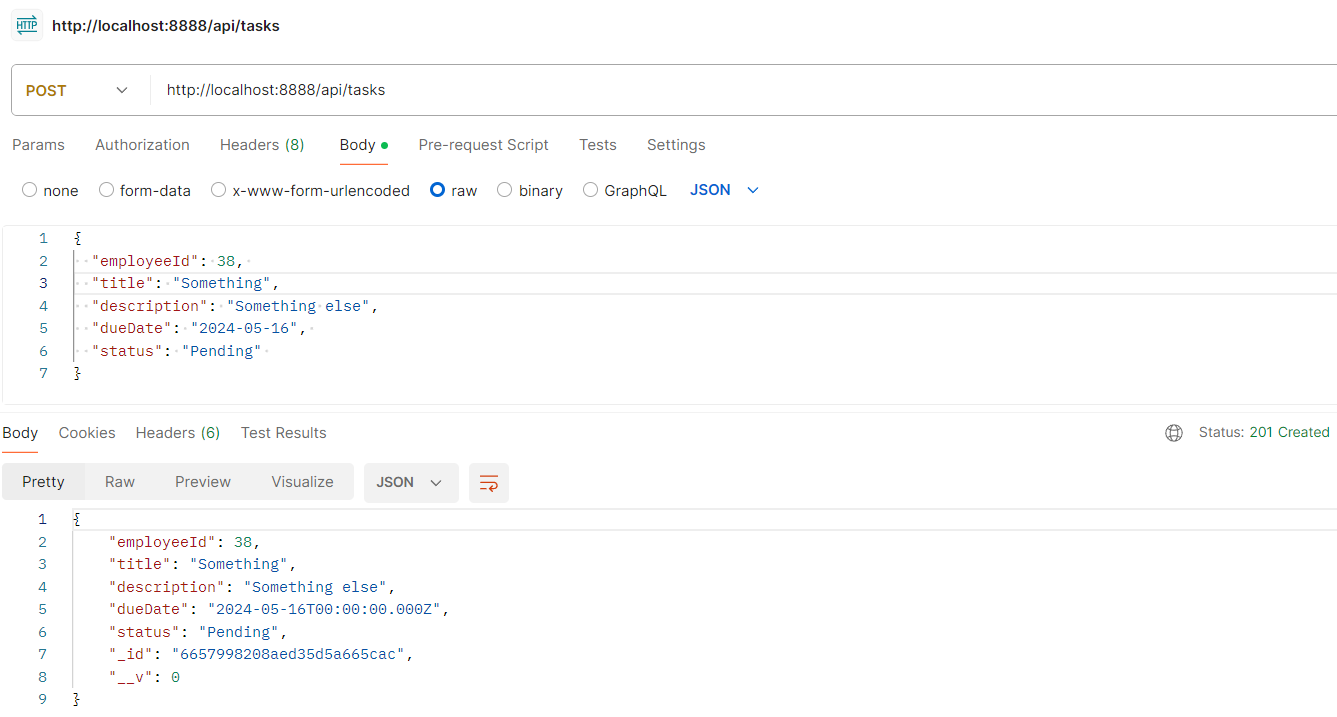 HTTP http://localhost:8888/api/tasks
POST http://localhost:8888/api/tasks
Params Authorization Headers (8) Body Pre-request Script Tests Settings
none form-data x-www-form-urlencoded raw binary GraphQL JSON
1 {
2 "employeeId": 38,
3 "title": "Something",
4 "description": "Something else",
5 "dueDate": "2024-05-16",
6 "status": "Pending"
7 }
Body Cookies Headers (6) Test Results Status: 201 Created
Pretty Raw Preview Visualize JSON
1 {
2 "employeeId": 38,
3 "title": "Something",
4 "description": "Something else",
5 "dueDate": "2024-05-16T00:00:00.000Z",
6 "status": "Pending",
7 "_id": "6657998208aed35d5a665cac",
8 "__v": 0
9 }